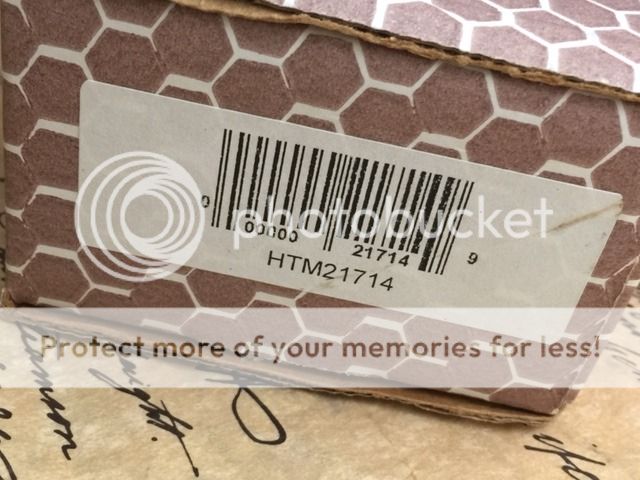 0 00000 21714 9
HTM21714
photobucket
Protect more of your memories for less!